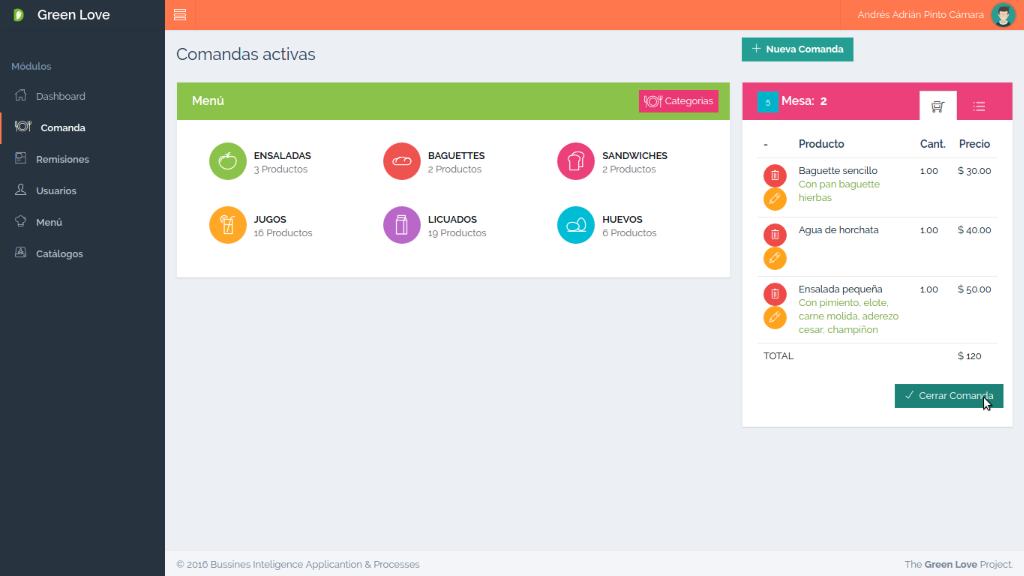 Green Love
Andrés Adrián Pinto Cámara
Módulos
Dashboard
Comanda
Remisiones
Usuarios
Menú
Catálogos
Comandas activas
+ Nueva Comanda
Menú
Categorias
ENSALADAS
3 Productos
BAGUETTES
2 Productos
SANDWICHES
2 Productos
JUGOS
16 Productos
LICUADOS
19 Productos
HUEVOS
6 Productos
5 Mesa: 2
- Producto Cant. Precio
Baguette sencillo 1.00 $ 30.00
Con pan baguette
hierbas
Agua de horchata 1.00 $ 40.00
Ensalada pequeña 1.00 $ 50.00
Con pimiento, elote,
carne molida, aderezo
cesar, champiñon
TOTAL $ 120
Cerrar Comanda
© 2016 Bussines Inteligence Applicantion & Processes
The Green Love Project.